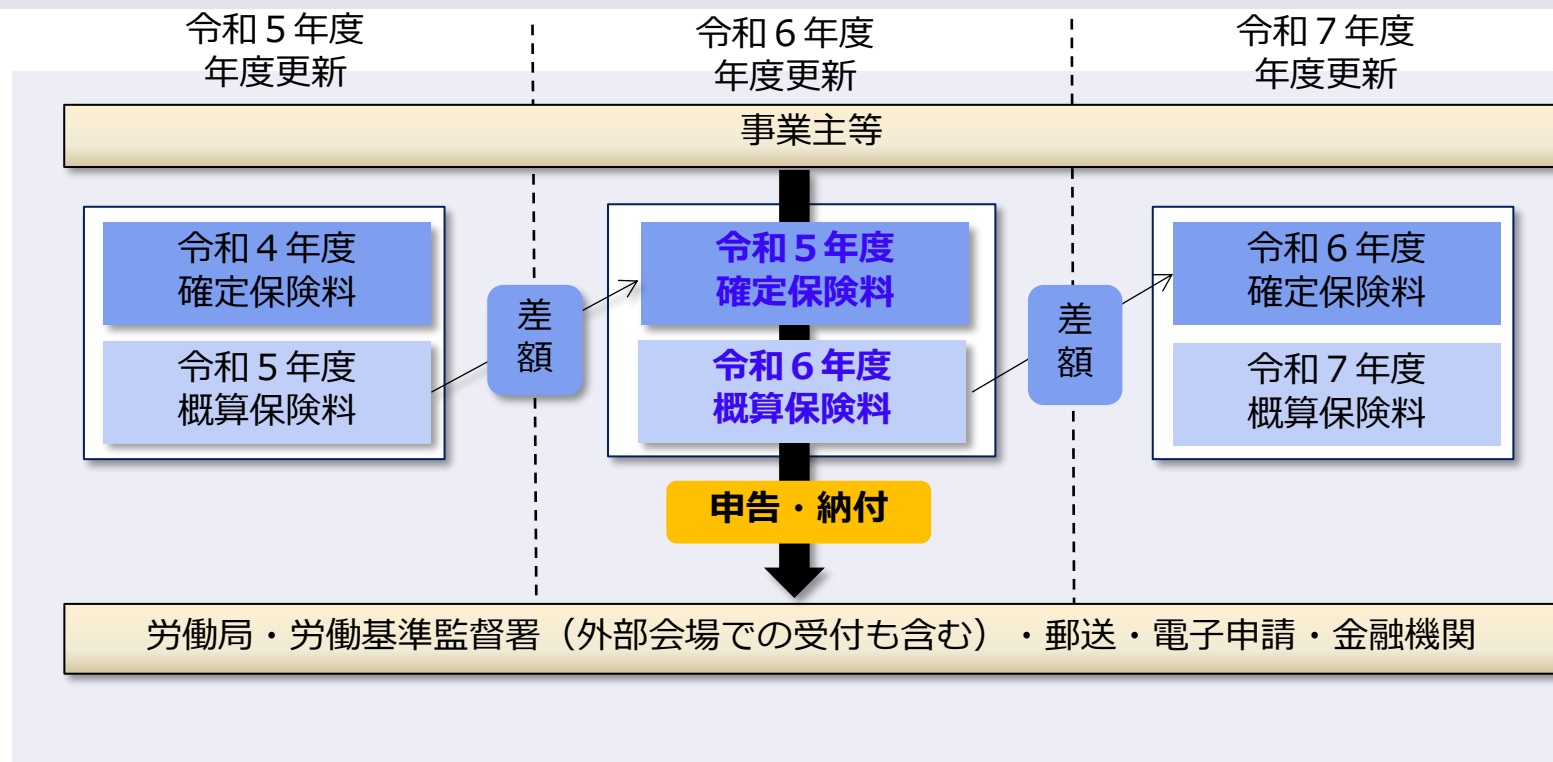 令和５年度
年度更新
令和６年度
年度更新
令和７年度
年度更新
事業主等
令和４年度
確定保険料
令和５年度
概算保険料
差
額
令和５年度
確定保険料
令和６年度
概算保険料
差
額
令和６年度
確定保険料
令和７年度
概算保険料
申告・納付
労働局・労働基準監督署（外部会場での受付も含む）・郵送・電子申請・金融機関